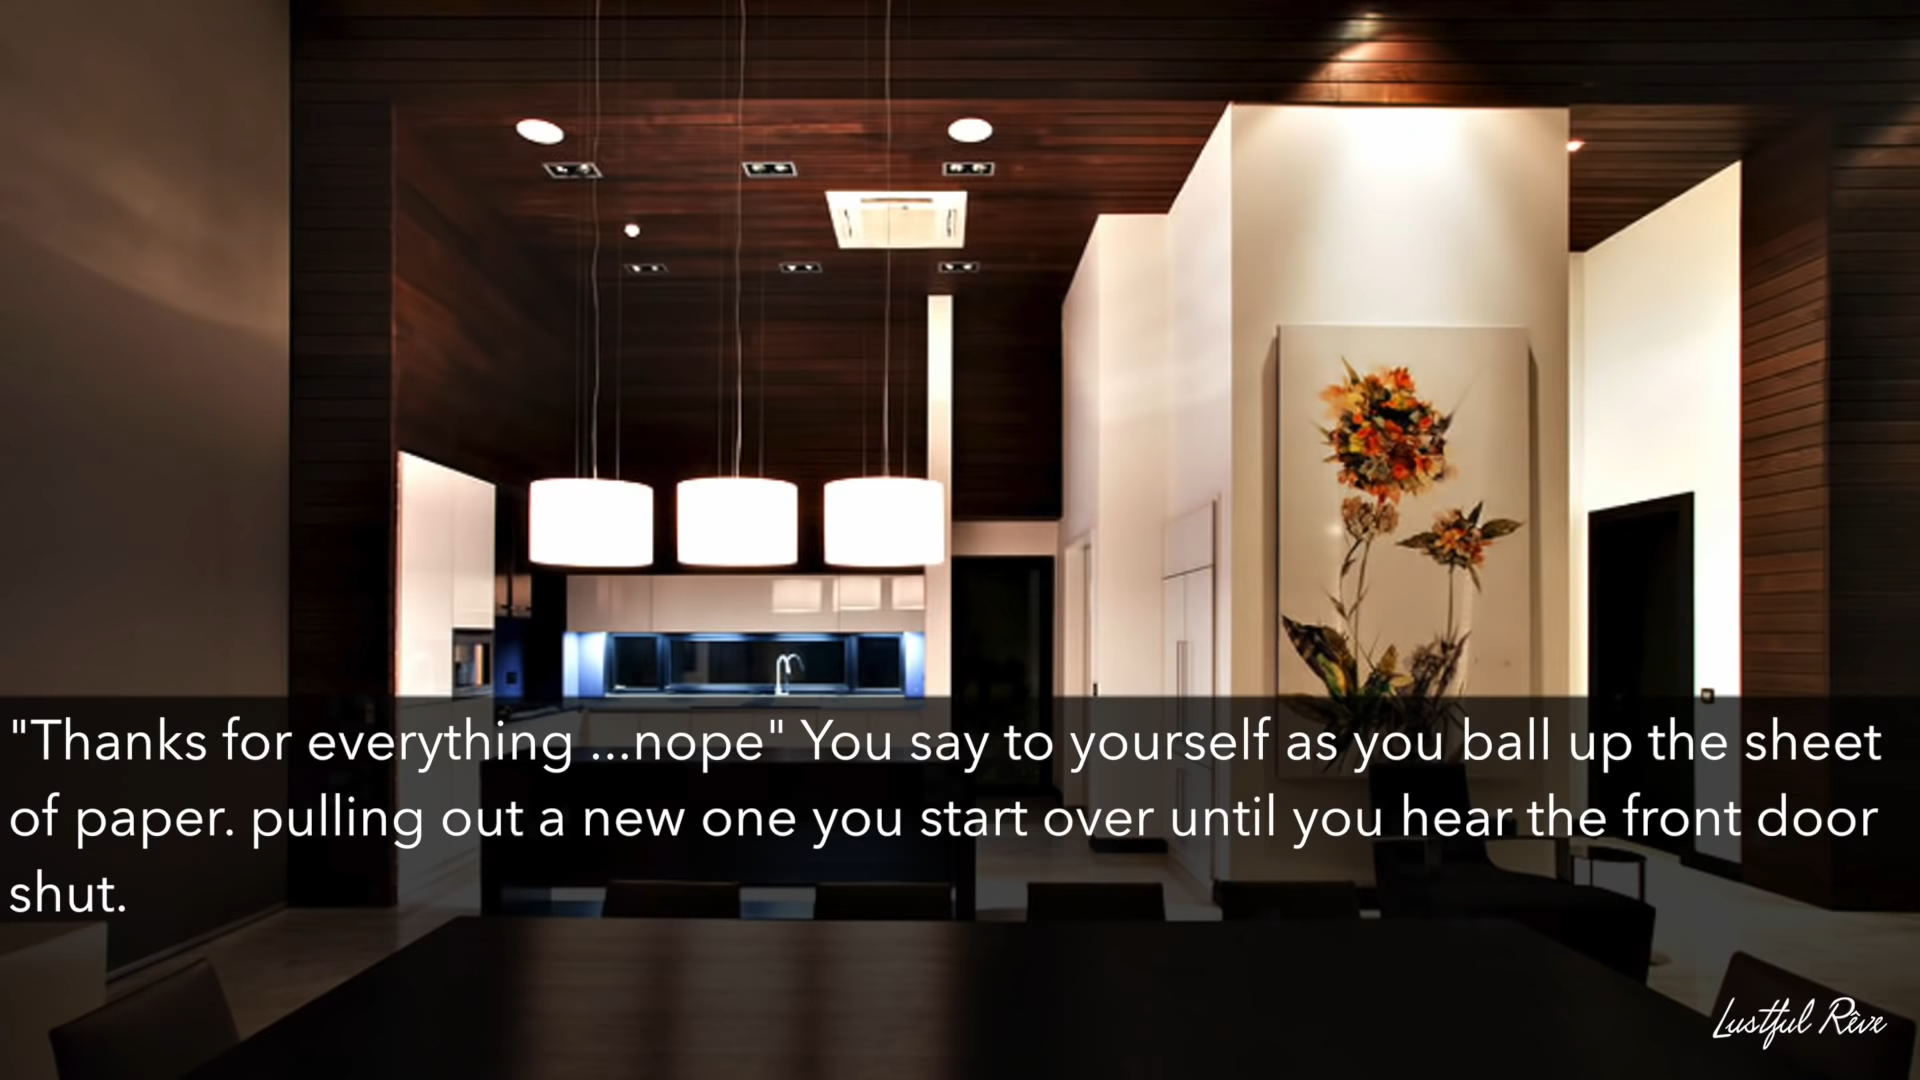 "Thanks for everything ...nope" You say to yourself as you ball up the sheet
of paper. pulling out a new one you start over until you hear the front door
shut.
Lustful Rêve